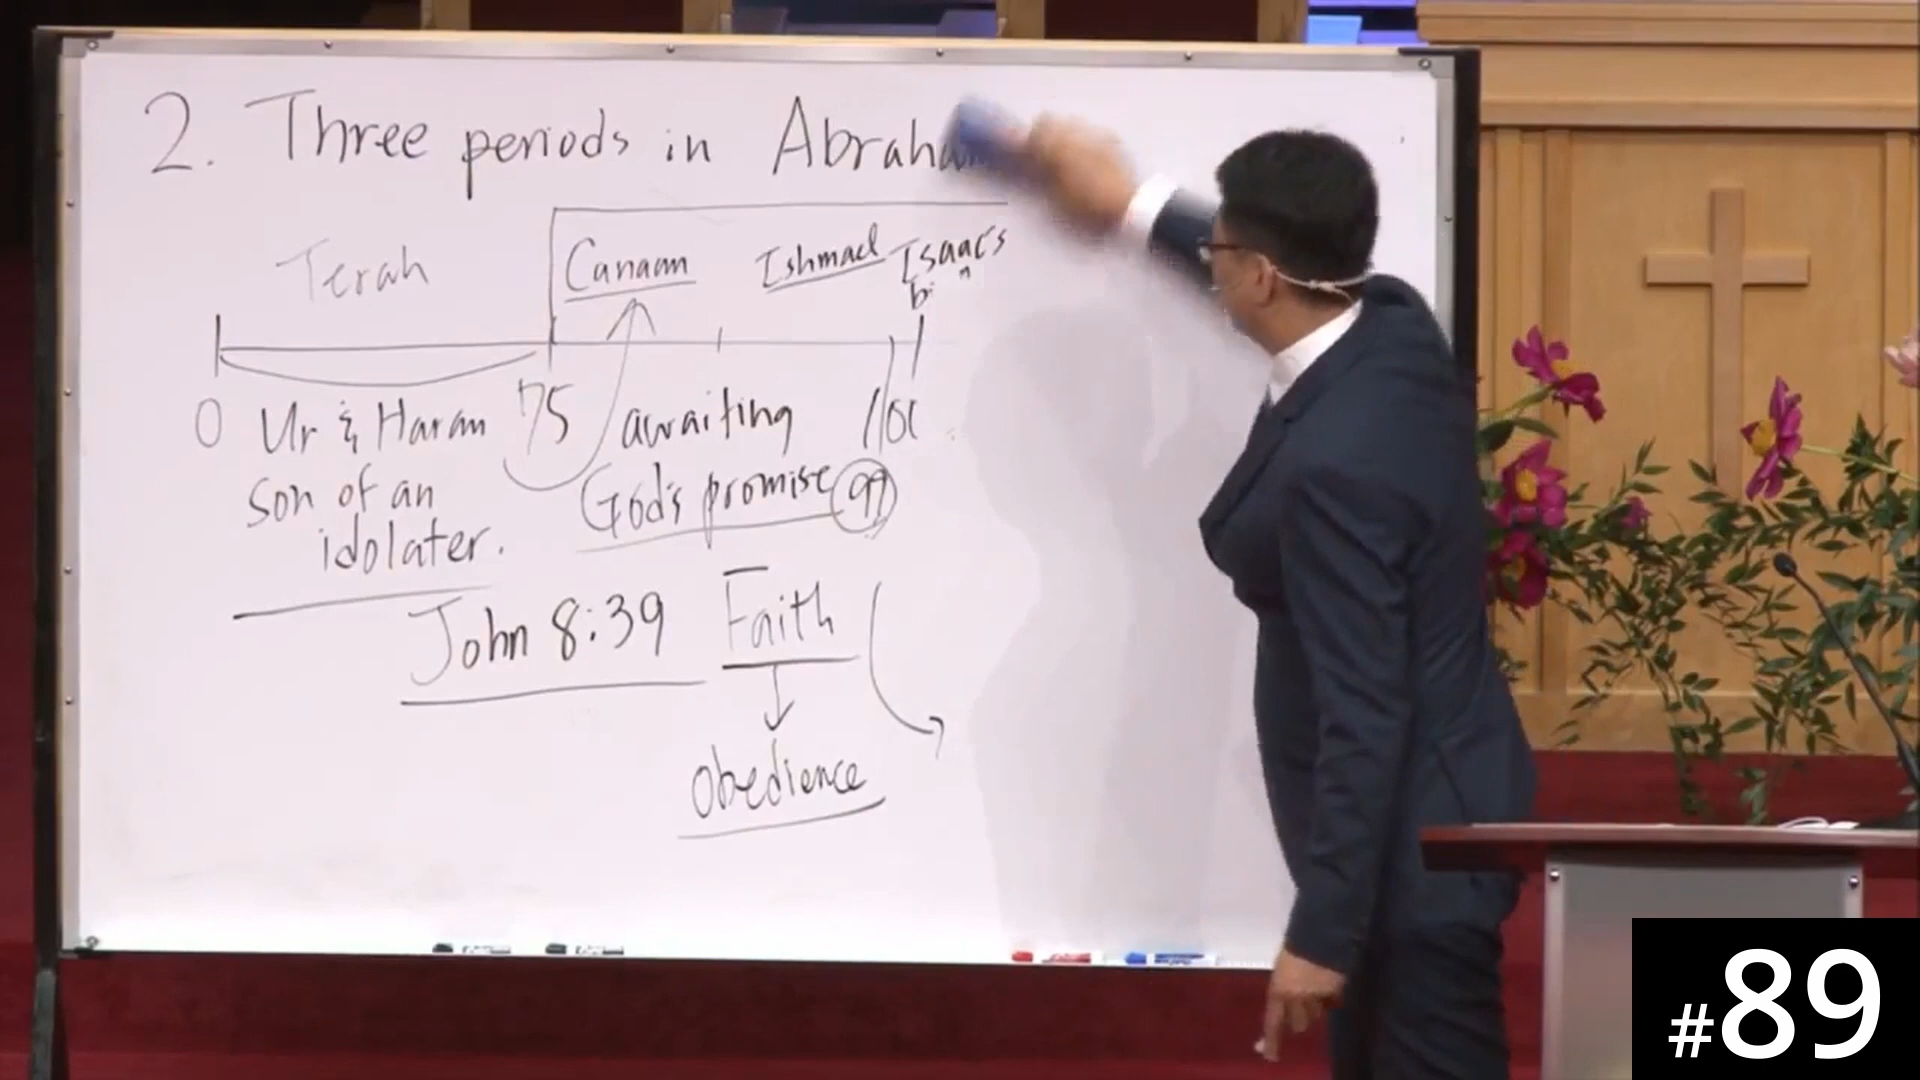 2. Three periods in Abraha
Terah Canaan Ishmael Isaac's
b.
0 Ur & Haran 75 awaiting 100
son of an God's promise 99
idolater.
John 8:39 Faith
obedience
#89